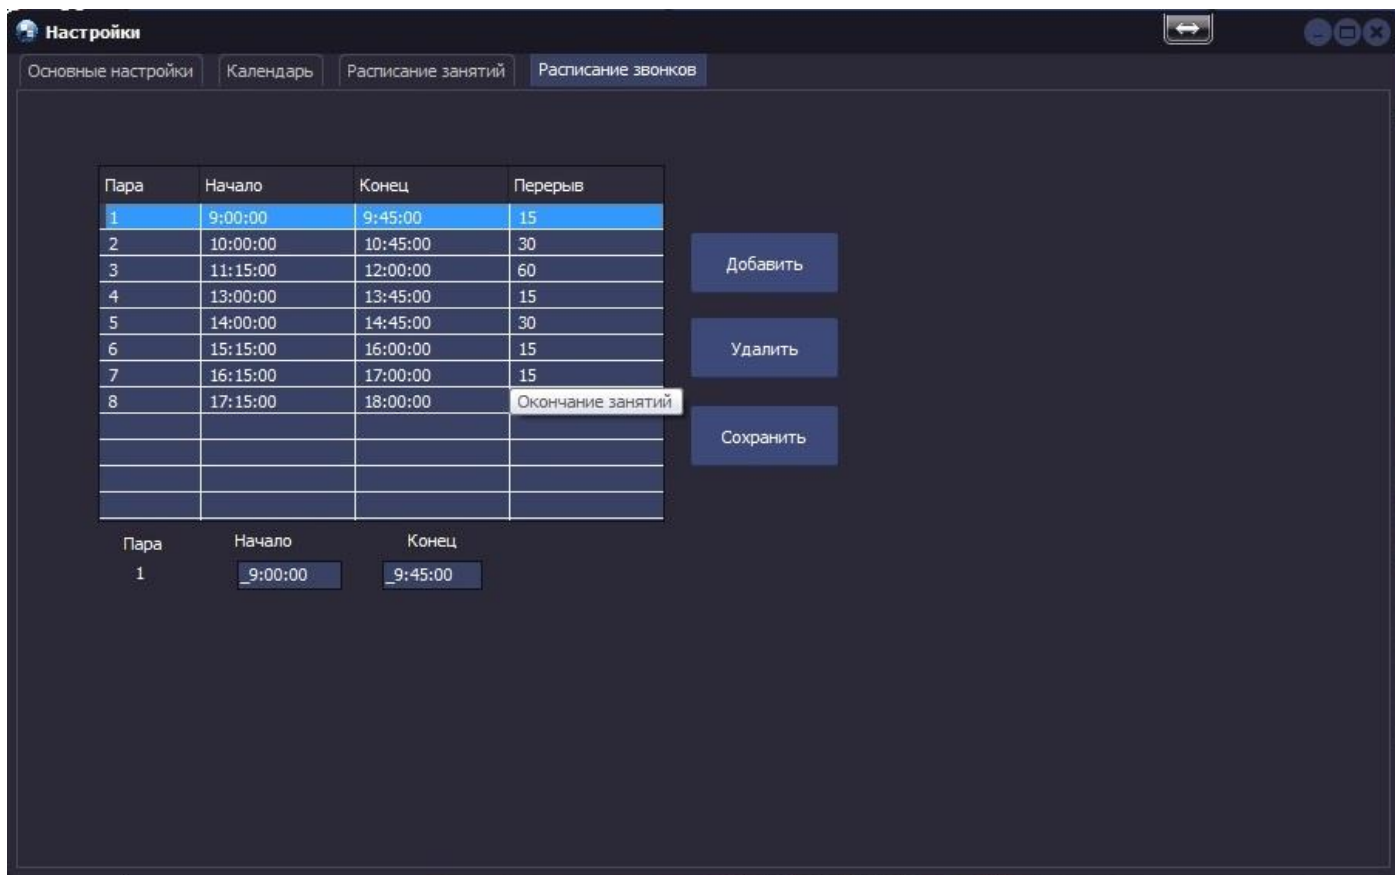 Настройки
Основные настройки Календарь Расписание занятий Расписание звонков
Пара Начало Конец Перерыв
1 9:00:00 9:45:00 15
2 10:00:00 10:45:00 30
3 11:15:00 12:00:00 60
4 13:00:00 13:45:00 15
5 14:00:00 14:45:00 30
6 15:15:00 16:00:00 15
7 16:15:00 17:00:00 15
8 17:15:00 18:00:00 Окончание занятий
Добавить
Удалить
Сохранить
Пара Начало Конец
1 _9:00:00 _9:45:00